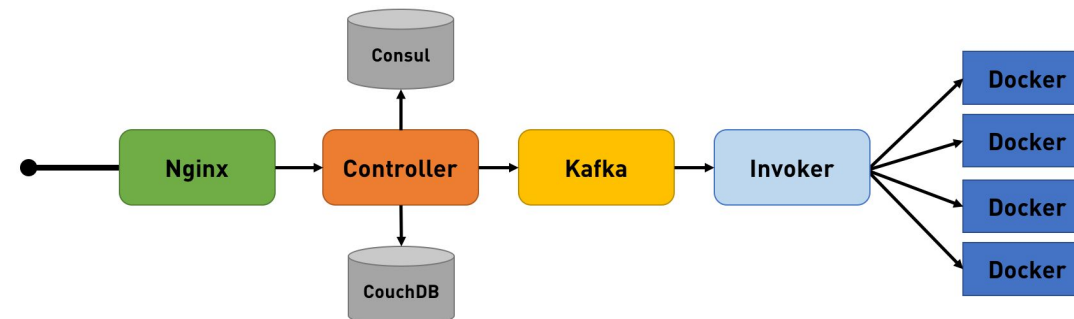 Consul
Nginx
Controller
Kafka
Invoker
CouchDB
Docker
Docker
Docker
Docker